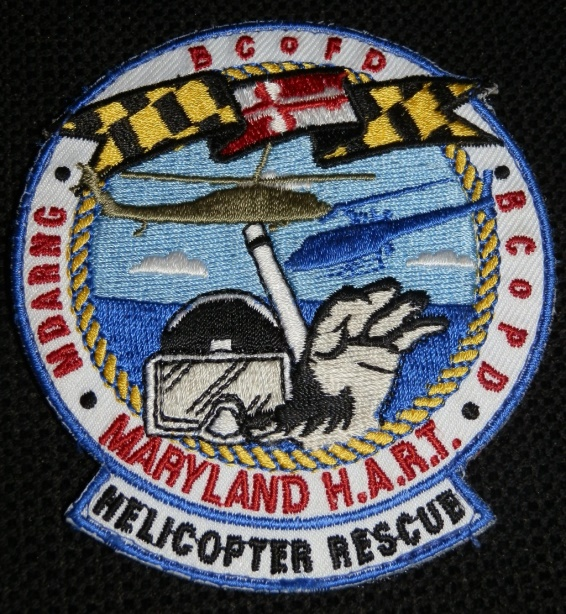 BCoFD
MDARNG
BCoPD
MARYLAND H.A.R.T.
HELICOPTER RESCUE